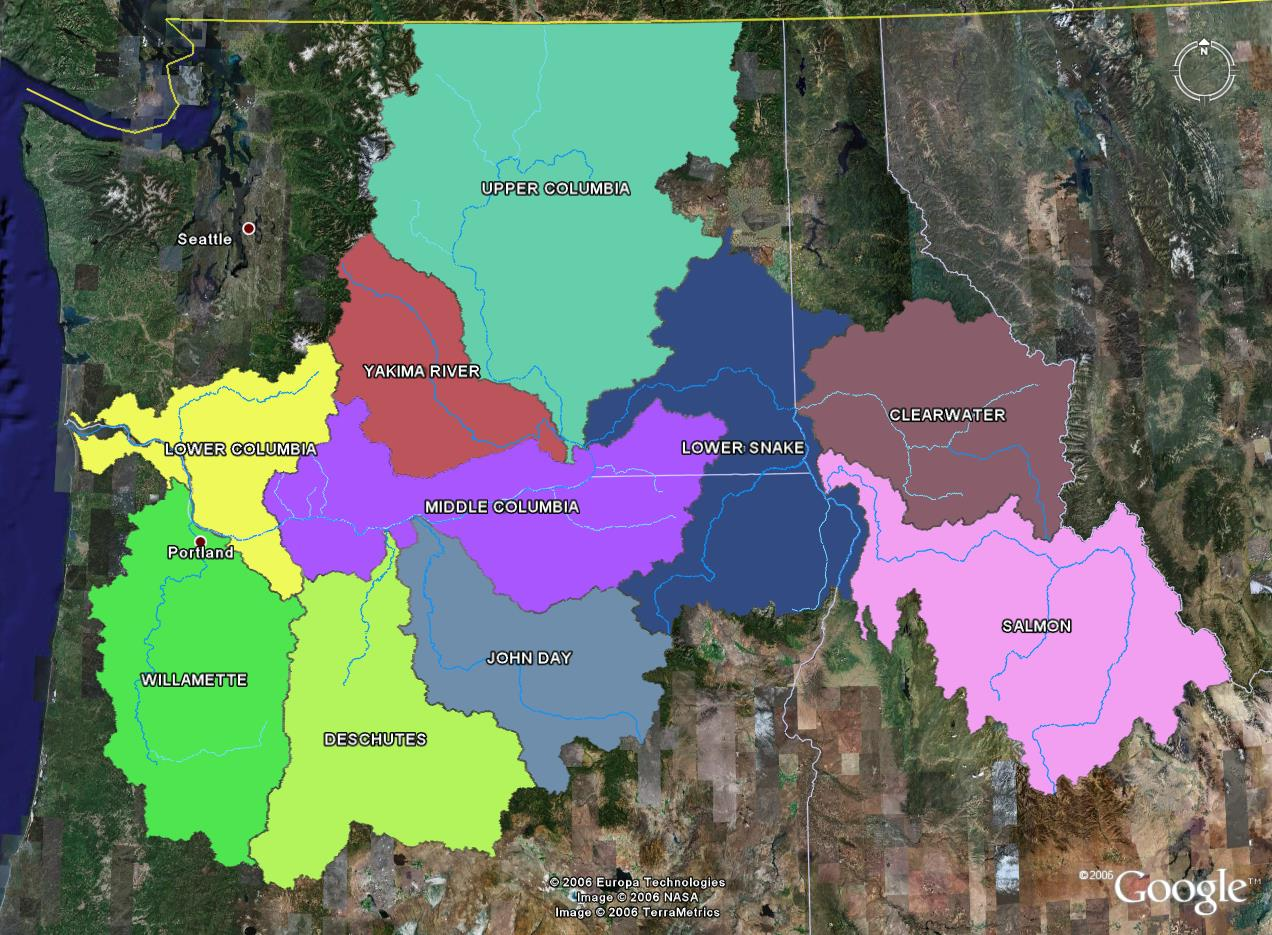 N
UPPER COLUMBIA
Seattle
YAKIMA RIVER
CLEARWATER
LOWER COLUMBIA
LOWER SNAKE
MIDDLE COLUMBIA
Portland
SALMON
JOHN DAY
WILLAMETTE
DESCHUTES
© 2006 Europa Technologies
Image © 2006 NASA
Image © 2006 TerraMetrics
©2006 Google™